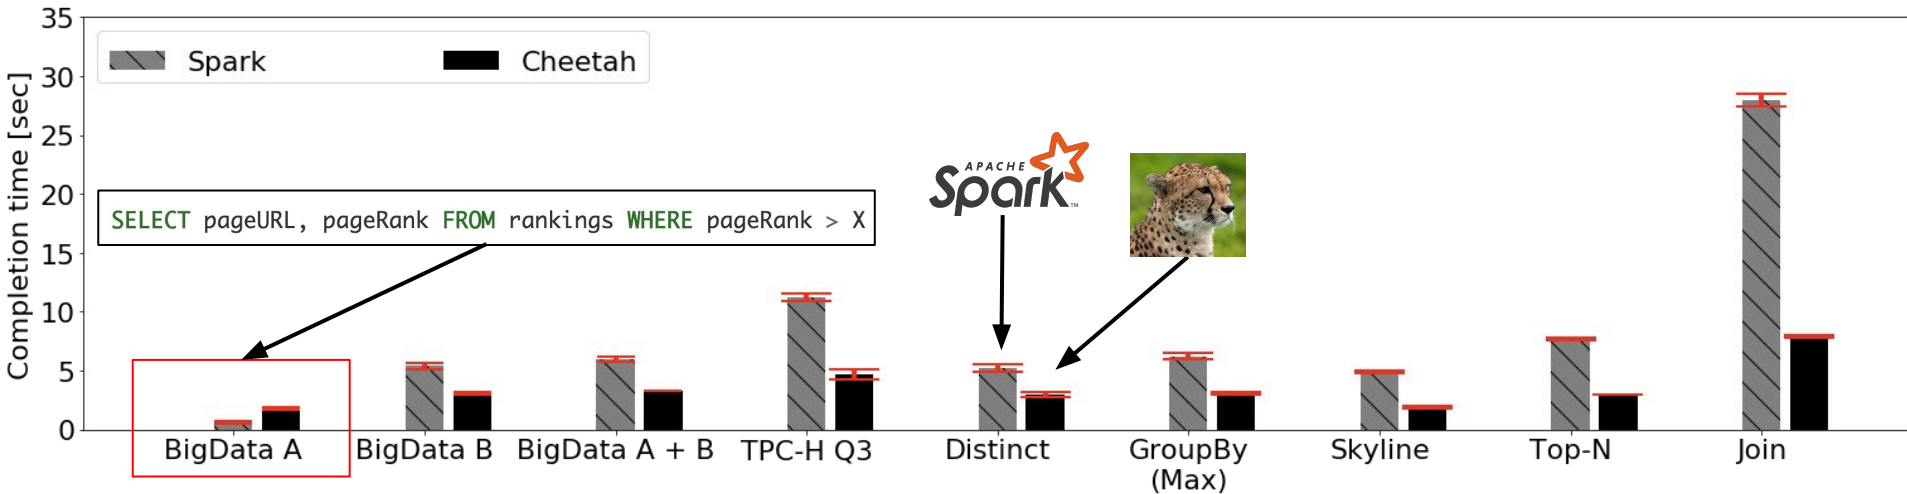 35
30
25
20
15
10
5
0
Completion time [sec]
Spark
Cheetah
SELECT pageURL, pageRank FROM rankings WHERE pageRank > X
APACHE
Spark™
BigData A
BigData B
BigData A + B
TPC-H Q3
Distinct
GroupBy
(Max)
Skyline
Top-N
Join